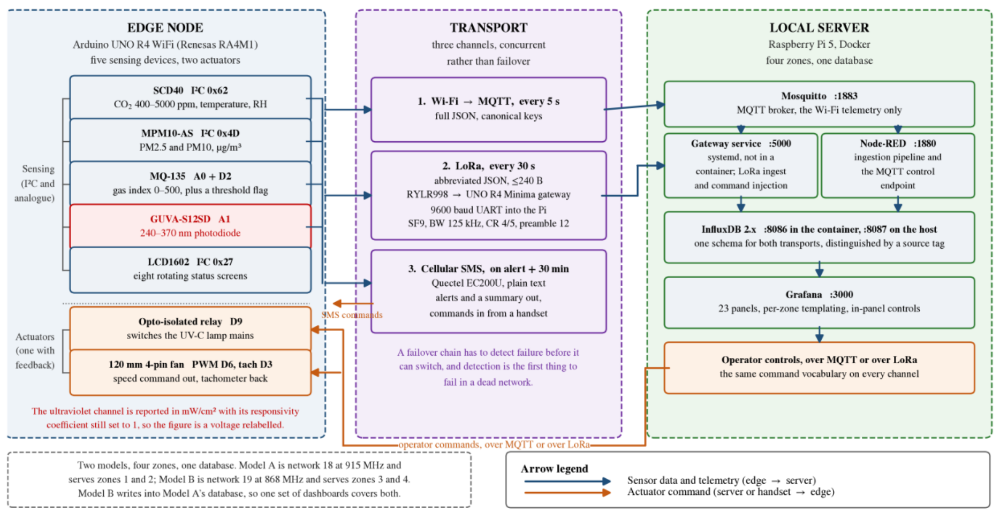 EDGE NODE
Arduino UNO R4 WiFi (Renesas RA4M1)
five sensing devices, two actuators
Sensing
(I²C and
analogue)
SCD40 I²C 0x62
CO₂ 400–5000 ppm, temperature, RH
MPM10-AS I²C 0x4D
PM2.5 and PM10, µg/m³
MQ-135 A0 + D2
gas index 0–500, plus a threshold flag
GUVA-S12SD A1
240–370 nm photodiode
LCD1602 I²C 0x27
eight rotating status screens
Actuators
(one with
feedback)
Opto-isolated relay D9
switches the UV-C lamp mains
120 mm 4-pin fan PWM D6, tach D3
speed command out, tachometer back
The ultraviolet channel is reported in mW/cm² with its responsivity
coefficient still set to 1, so the figure is a voltage relabelled.
TRANSPORT
three channels, concurrent
rather than failover
1. Wi-Fi → MQTT, every 5 s
full JSON, canonical keys
2. LoRa, every 30 s
abbreviated JSON, ≤240 B
RYLR998 → UNO R4 Minima gateway
9600 baud UART into the Pi
SF9, BW 125 kHz, CR 4/5, preamble 12
3. Cellular SMS, on alert + 30 min
Quectel EC200U, plain text
alerts and a summary out,
commands in from a handset
SMS commands
A failover chain has to detect failure before it
can switch, and detection is the first thing to
fail in a dead network.
LOCAL SERVER
Raspberry Pi 5, Docker
four zones, one database
Mosquitto :1883
MQTT broker, the Wi-Fi telemetry only
Gateway service :5000
systemd, not in a
container; LoRa ingest
and command injection
Node-RED :1880
ingestion pipeline and
the MQTT control
endpoint
InfluxDB 2.x :8086 in the container, :8087 on the host
one schema for both transports, distinguished by a source tag
Grafana :3000
23 panels, per-zone templating, in-panel controls
Operator controls, over MQTT or over LoRa
the same command vocabulary on every channel
operator commands, over MQTT or over LoRa
Two models, four zones, one database. Model A is network 18 at 915 MHz and
serves zones 1 and 2; Model B is network 19 at 868 MHz and serves zones 3 and 4.
Model B writes into Model A's database, so one set of dashboards covers both.
Arrow legend
Sensor data and telemetry (edge → server)
Actuator command (server or handset → edge)